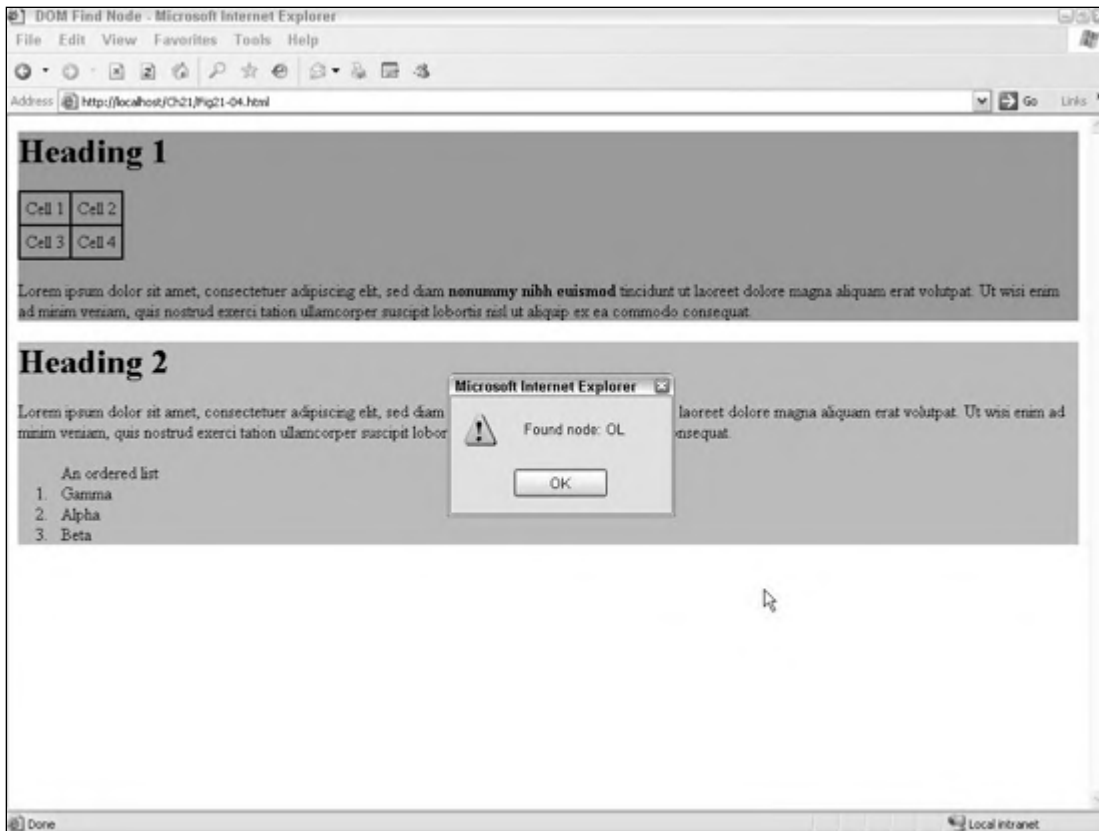 DOM Find Node - Microsoft Internet Explorer
File Edit View Favorites Tools Help
Address http://localhost/Ch21/Fig21-04.html Go Links
Heading 1
Cell 1 Cell 2
Cell 3 Cell 4
Lorem ipsum dolor sit amet, consectetuer adipiscing elit, sed diam nonummy nibh euismod tincidunt ut laoreet dolore magna aliquam erat volutpat. Ut wisi enim
ad minim veniam, quis nostrud exerci tation ullamcorper suscipit lobortis nisl ut aliquip ex ea commodo consequat.
Heading 2
Lorem ipsum dolor sit amet, consectetuer adipiscing elit, sed diam laoreet dolore magna aliquam erat volutpat. Ut wisi enim ad
minim veniam, quis nostrud exerci tation ullamcorper suscipit lobor nsequat.
Microsoft Internet Explorer
Found node: OL
OK
An ordered list
1. Gamma
2. Alpha
3. Beta
Done Local intranet